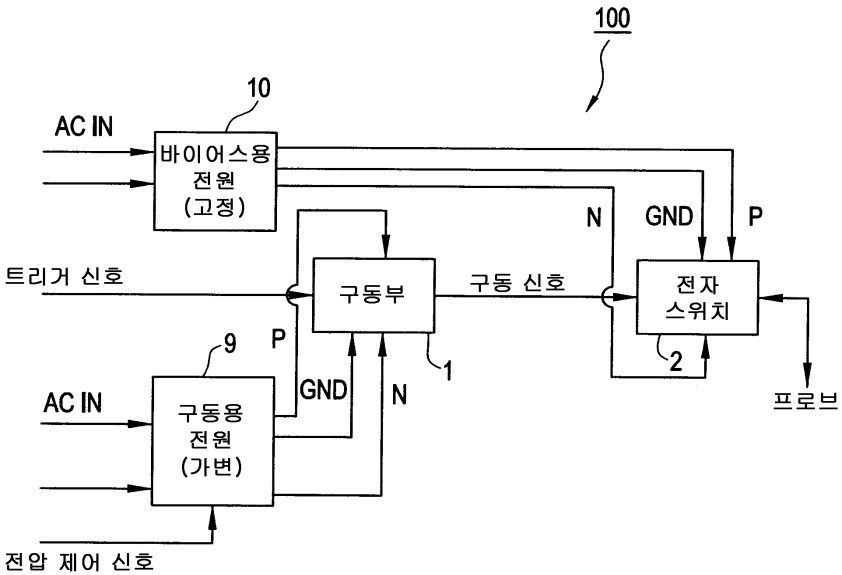 100
10
AC IN
바이어스용
전원
(고정)
N
GND
P
트리거 신호
구동부
구동 신호
전자
스위치
P
1
2
9
GND
N
AC IN
구동용
전원
(가변)
프로브
전압 제어 신호